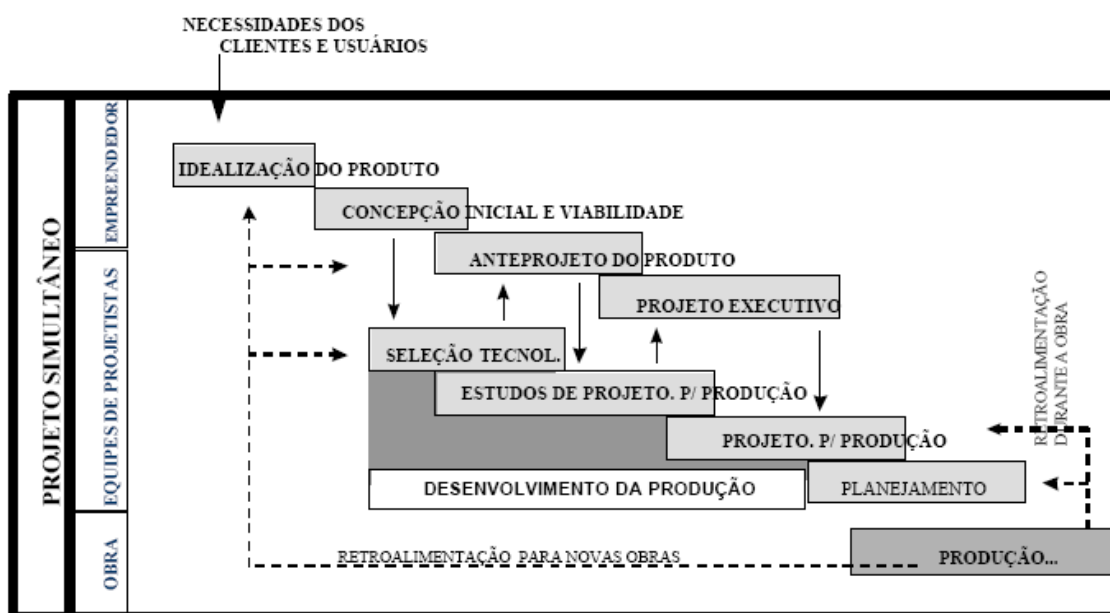 NECESSIDADES DOS
CLIENTES E USUÁRIOS
PROJETO SIMULTÂNEO
EMPREENDEDOR
EQUIPES DE PROJETISTAS
OBRA
IDEALIZAÇÃO DO PRODUTO
CONCEPÇÃO INICIAL E VIABILIDADE
ANTEPROJETO DO PRODUTO
PROJETO EXECUTIVO
SELEÇÃO TECNOL.
ESTUDOS DE PROJETO. P/ PRODUÇÃO
PROJETO. P/ PRODUÇÃO
DESENVOLVIMENTO DA PRODUÇÃO
PLANEJAMENTO
RETROALIMENTAÇÃO
DURANTE A OBRA
RETROALIMENTAÇÃO PARA NOVAS OBRAS
PRODUÇÃO...